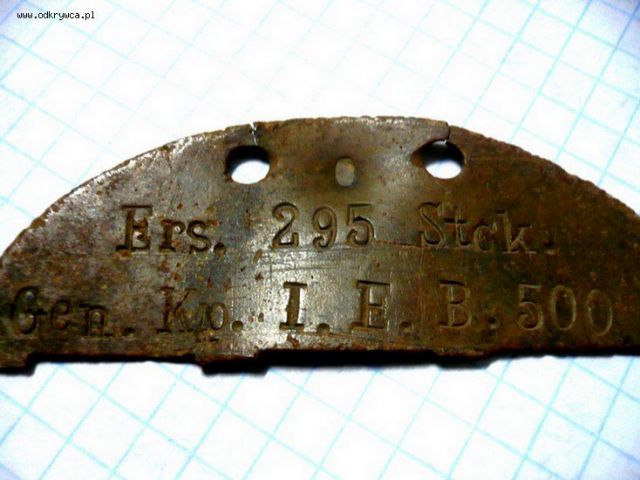 www.odkrywca.pl
O
Ers. 295 Stck.
Gen. Kp. I. E. B. 500